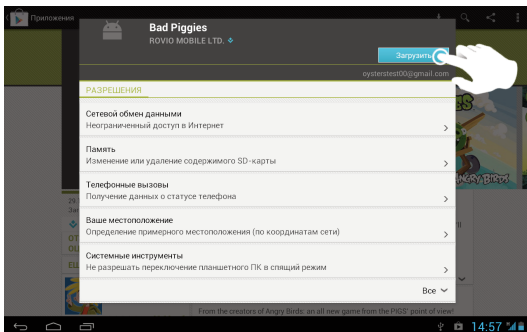 Приложения
Bad Piggies
ROVIO MOBILE LTD.
Загрузить
oysterstest00@gmail.com
РАЗРЕШЕНИЯ
Сетевой обмен данными
Неограниченный доступ в Интернет
Память
Изменение или удаление содержимого SD-карты
Телефонные вызовы
Получение данных о статусе телефона
Ваше местоположение
Определение примерного местоположения (по координатам сети)
Системные инструменты
Не разрешать переключение планшетного ПК в спящий режим
Все
ANGRY BIRDS
From the creators of Angry Birds: an all new game from the PIGS' point of view!
14:57